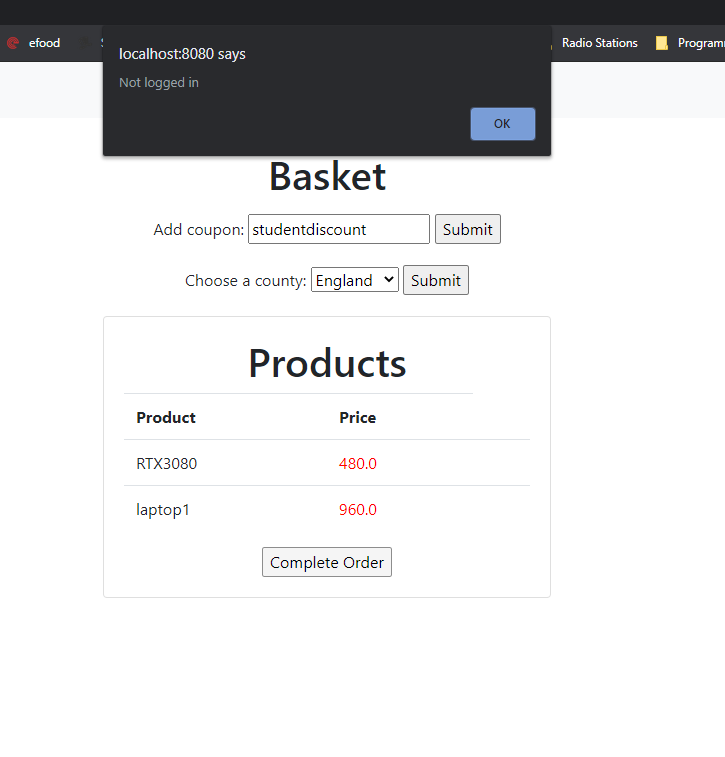 efood
localhost:8080 says
Radio Stations
Not logged in
OK
Basket
Add coupon: studentdiscount Submit
Choose a county: England Submit
Products
Product Price
RTX3080 480.0
laptop1 960.0
Complete Order